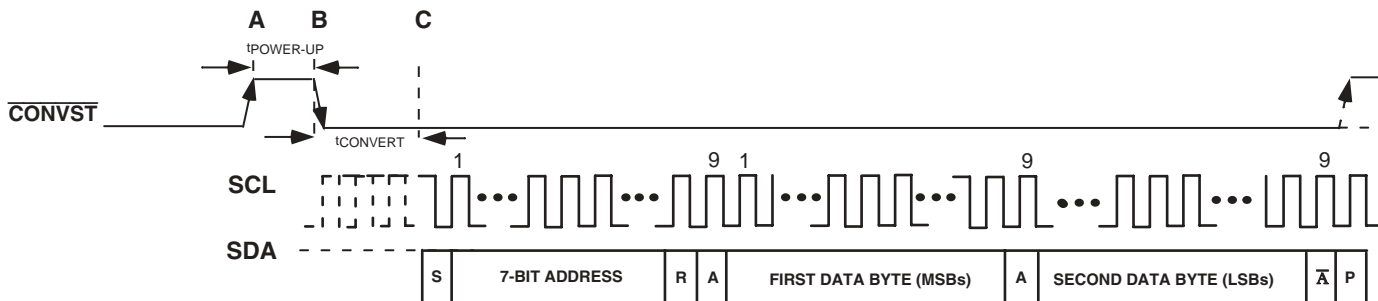 A B C
tPOWER-UP
CONVST
tCONVERT
1 9 1 9 9
SCL
SDA
S 7-BIT ADDRESS R A FIRST DATA BYTE (MSBs) A SECOND DATA BYTE (LSBs) A P